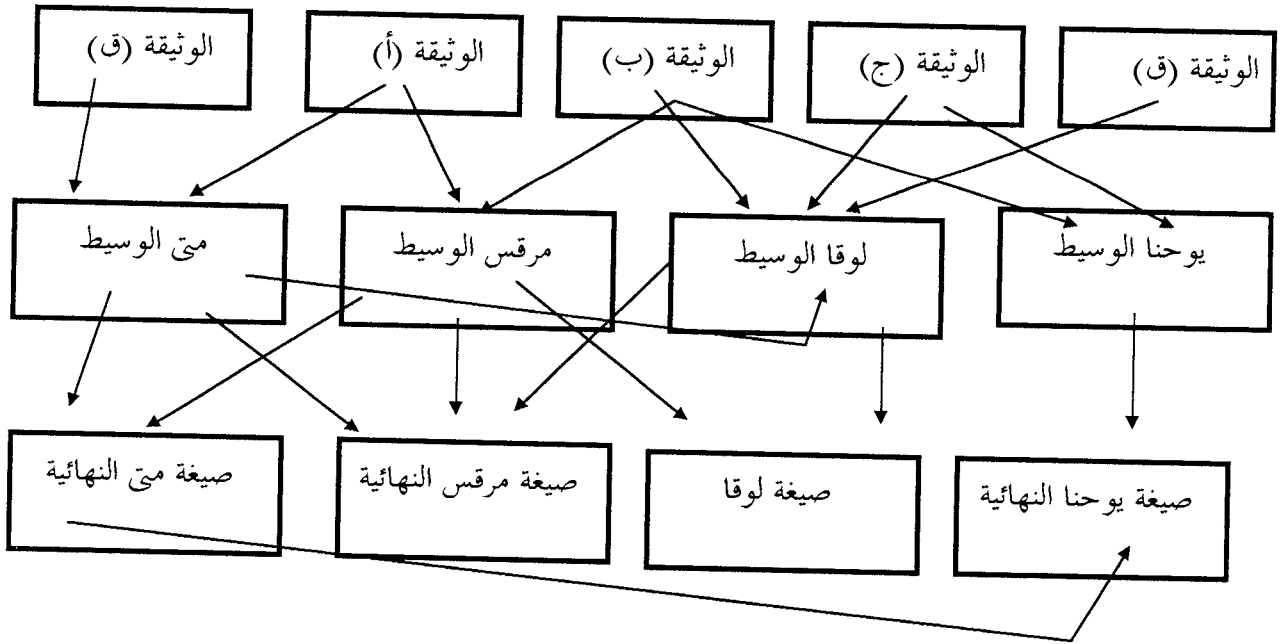 الوثيقة (ق)
الوثيقة (ج)
الوثيقة (ب)
الوثيقة (أ)
الوثيقة (ق)
يوحنا الوسيط
لوقا الوسيط
مرقس الوسيط
متى الوسيط
صيغة يوحنا النهائية
صيغة لوقا
صيغة مرقس النهائية
صيغة متى النهائية